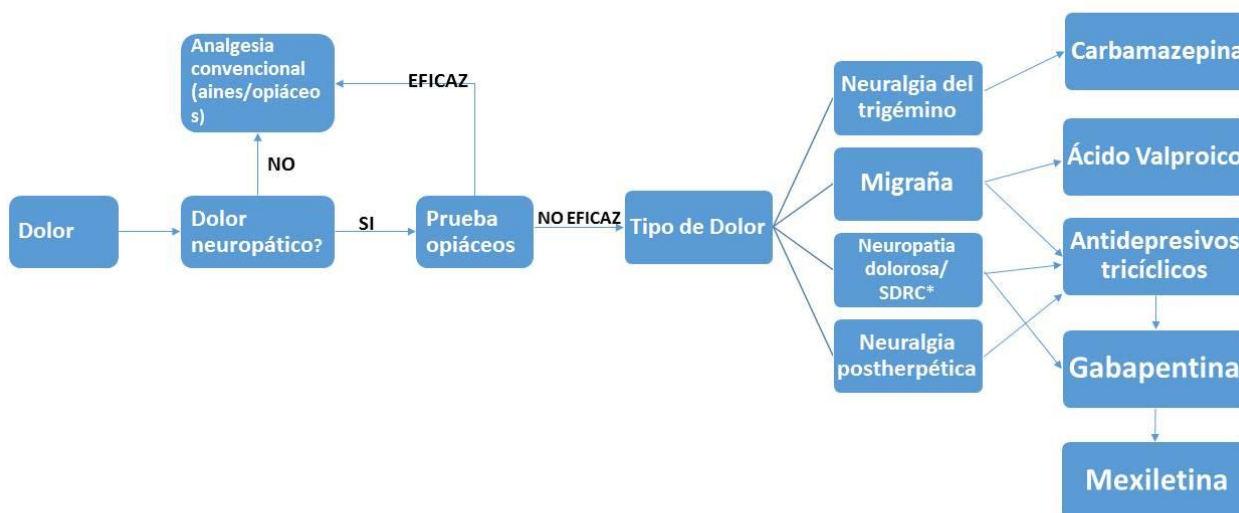 Analgesia
convencional
(aines/opiáceo
s)
EFICAZ
NO
Dolor
Dolor
neuropático?
SI
Prueba
opiáceos
NO EFICAZ
Tipo de Dolor
Neuralgia del
trigémino
Migraña
Neuropatia
dolorosa/
SDRC*
Neuralgia
postherpética
Carbamazepina
Ácido Valproico
Antidepresivos
tricíclicos
Gabapentina
Mexiletina